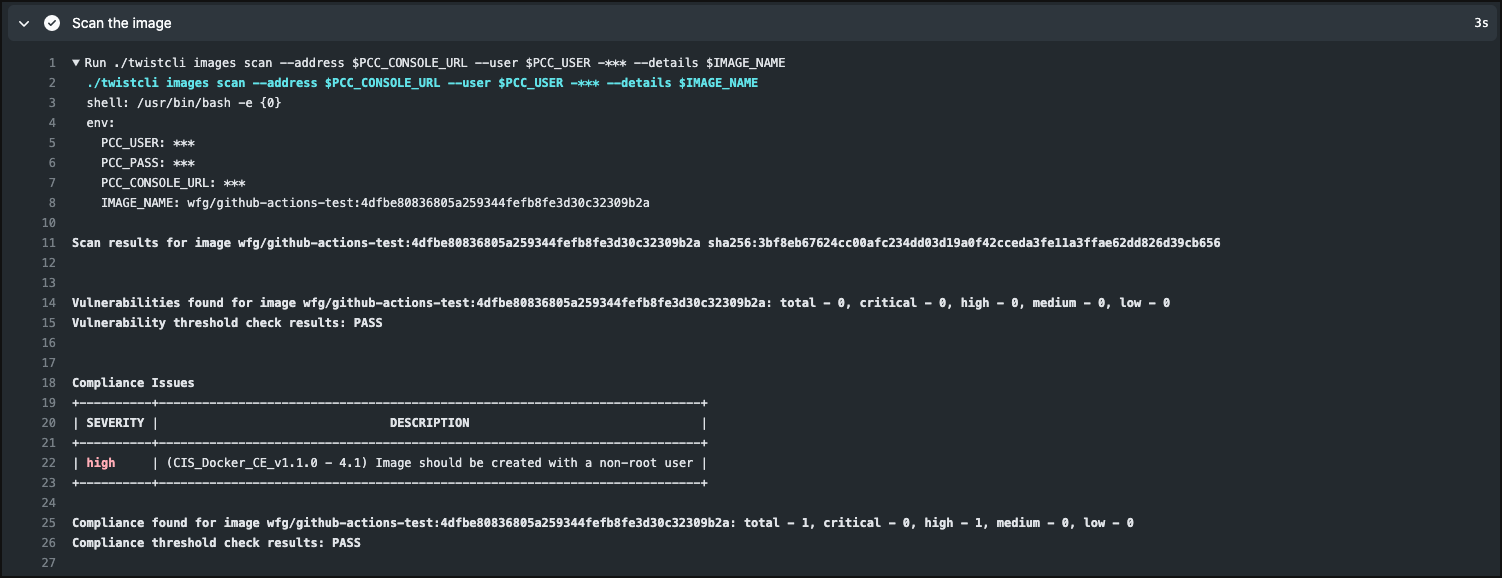 Scan the image 3s
1 ▼ Run ./twistcli images scan --address $PCC_CONSOLE_URL --user $PCC_USER -*** --details $IMAGE_NAME
2 ./twistcli images scan --address $PCC_CONSOLE_URL --user $PCC_USER -*** --details $IMAGE_NAME
3 shell: /usr/bin/bash -e {0}
4 env:
5 PCC_USER: ***
6 PCC_PASS: ***
7 PCC_CONSOLE_URL: ***
8 IMAGE_NAME: wfg/github-actions-test:4dfbe80836805a259344fefb8fe3d30c32309b2a
10
11 Scan results for image wfg/github-actions-test:4dfbe80836805a259344fefb8fe3d30c32309b2a sha256:3bf8eb67624cc00afc234dd03d19a0f42cceda3fe11a3ffae62dd826d39cb656
12
13
14 Vulnerabilities found for image wfg/github-actions-test:4dfbe80836805a259344fefb8fe3d30c32309b2a: total - 0, critical - 0, high - 0, medium - 0, low - 0
15 Vulnerability threshold check results: PASS
16
17
18 Compliance Issues
19 +----------+---------------------------------------------------------------------------+
20 | SEVERITY | DESCRIPTION |
21 +----------+---------------------------------------------------------------------------+
22 | high | (CIS_Docker_CE_v1.1.0 - 4.1) Image should be created with a non-root user |
23 +----------+---------------------------------------------------------------------------+
24
25 Compliance found for image wfg/github-actions-test:4dfbe80836805a259344fefb8fe3d30c32309b2a: total - 1, critical - 0, high - 1, medium - 0, low - 0
26 Compliance threshold check results: PASS
27